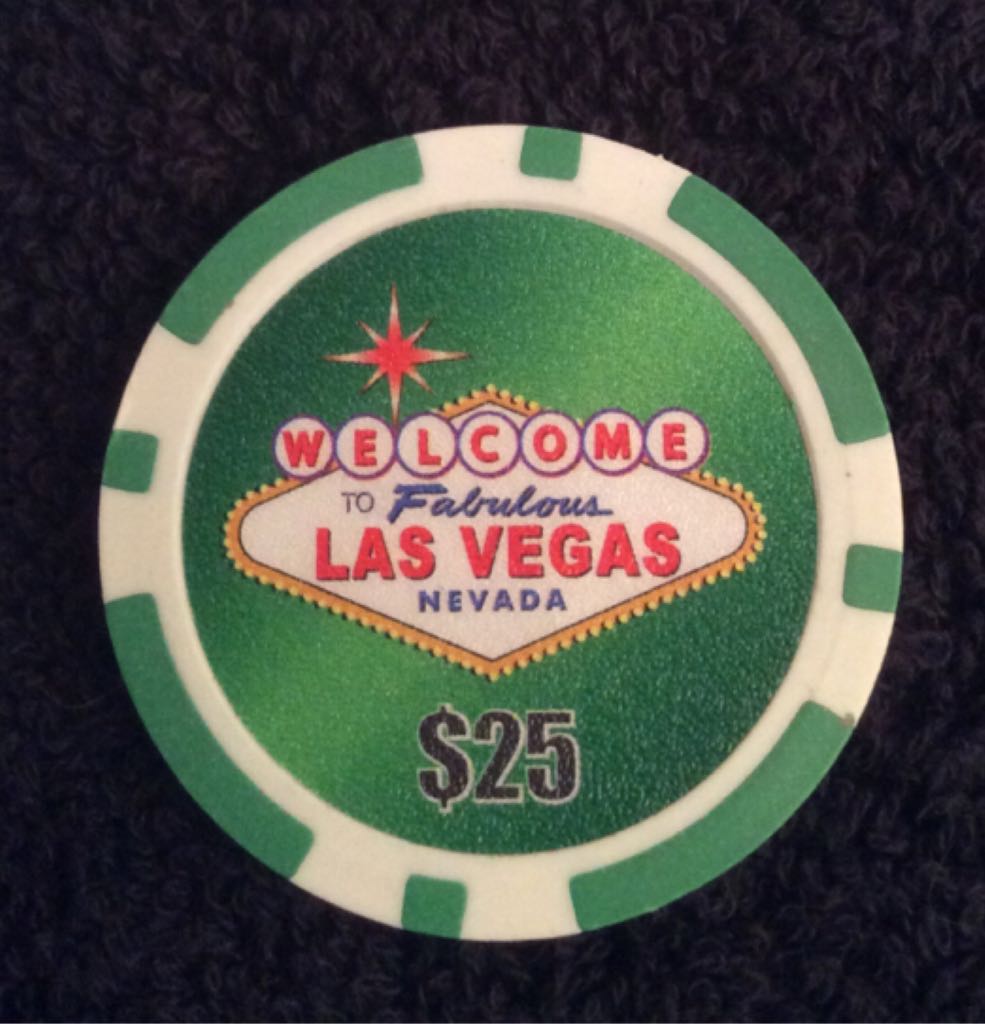 WELCOME
TO Fabulous
LAS VEGAS
NEVADA
$25